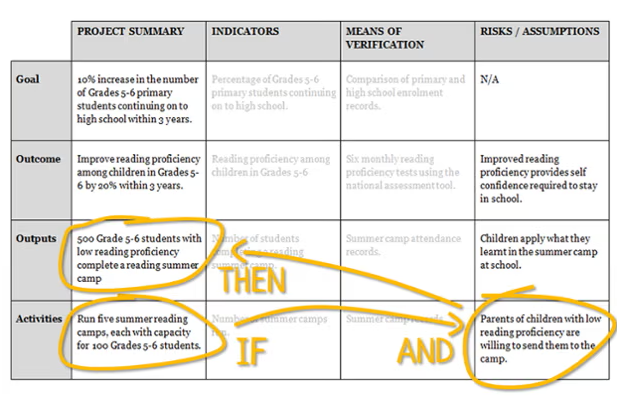 PROJECT SUMMARY
INDICATORS
MEANS OF
VERIFICATION
RISKS / ASSUMPTIONS
Goal
10% increase in the number
of Grades 5-6 primary
students continuing on to
high school within 3 years.
Percentage of Grades 5-6
primary students continuing
on to high school.
Comparison of primary and
high school enrolment
records.
N/A
Outcome
Improve reading proficiency
among children in Grades 5-
6 by 20% within 3 years.
Reading proficiency among
children in Grades 5-6
Six monthly reading
proficiency tests using the
national assessment tool.
Improved reading
proficiency provides self
confidence required to stay
in school.
Outputs
500 Grade 5-6 students with
low reading proficiency
complete a reading summer
camp
Number of students
completing a reading
summer camp.
Summer camp attendance
records.
Children apply what they
learnt in the summer camp
at school.
THEN
Activities
Run five summer reading
camps, each with capacity
for 100 Grades 5-6 students.
Number of summer camps
run.
Summer camp records.
Parents of children with low
reading proficiency are
willing to send them to the
camp.
IF
AND